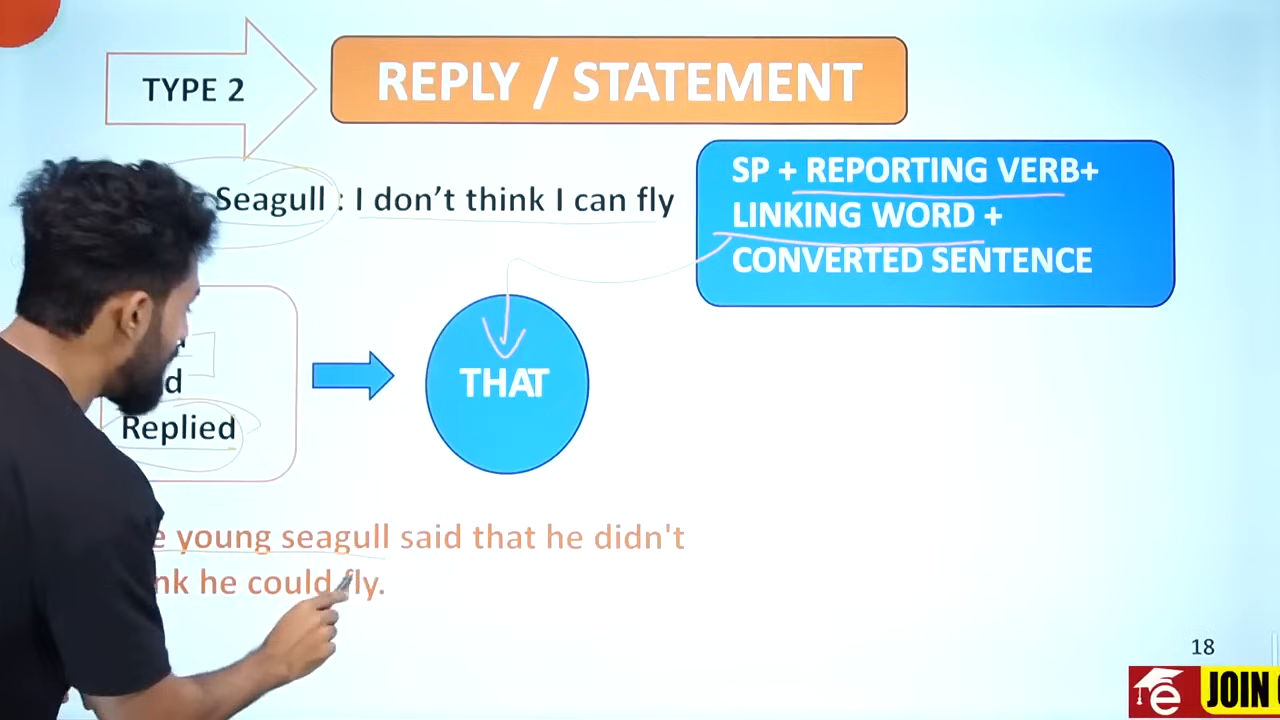 TYPE 2
REPLY / STATEMENT
Seagull : I don't think I can fly
SP + REPORTING VERB+
LINKING WORD +
CONVERTED SENTENCE
Replied
THAT
young seagull said that he didn't
he could fly.
18
e
JOIN